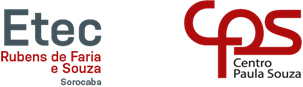 Etec
Rubens de Faria
e Souza
Sorocaba
cps
Centro
Paula Souza